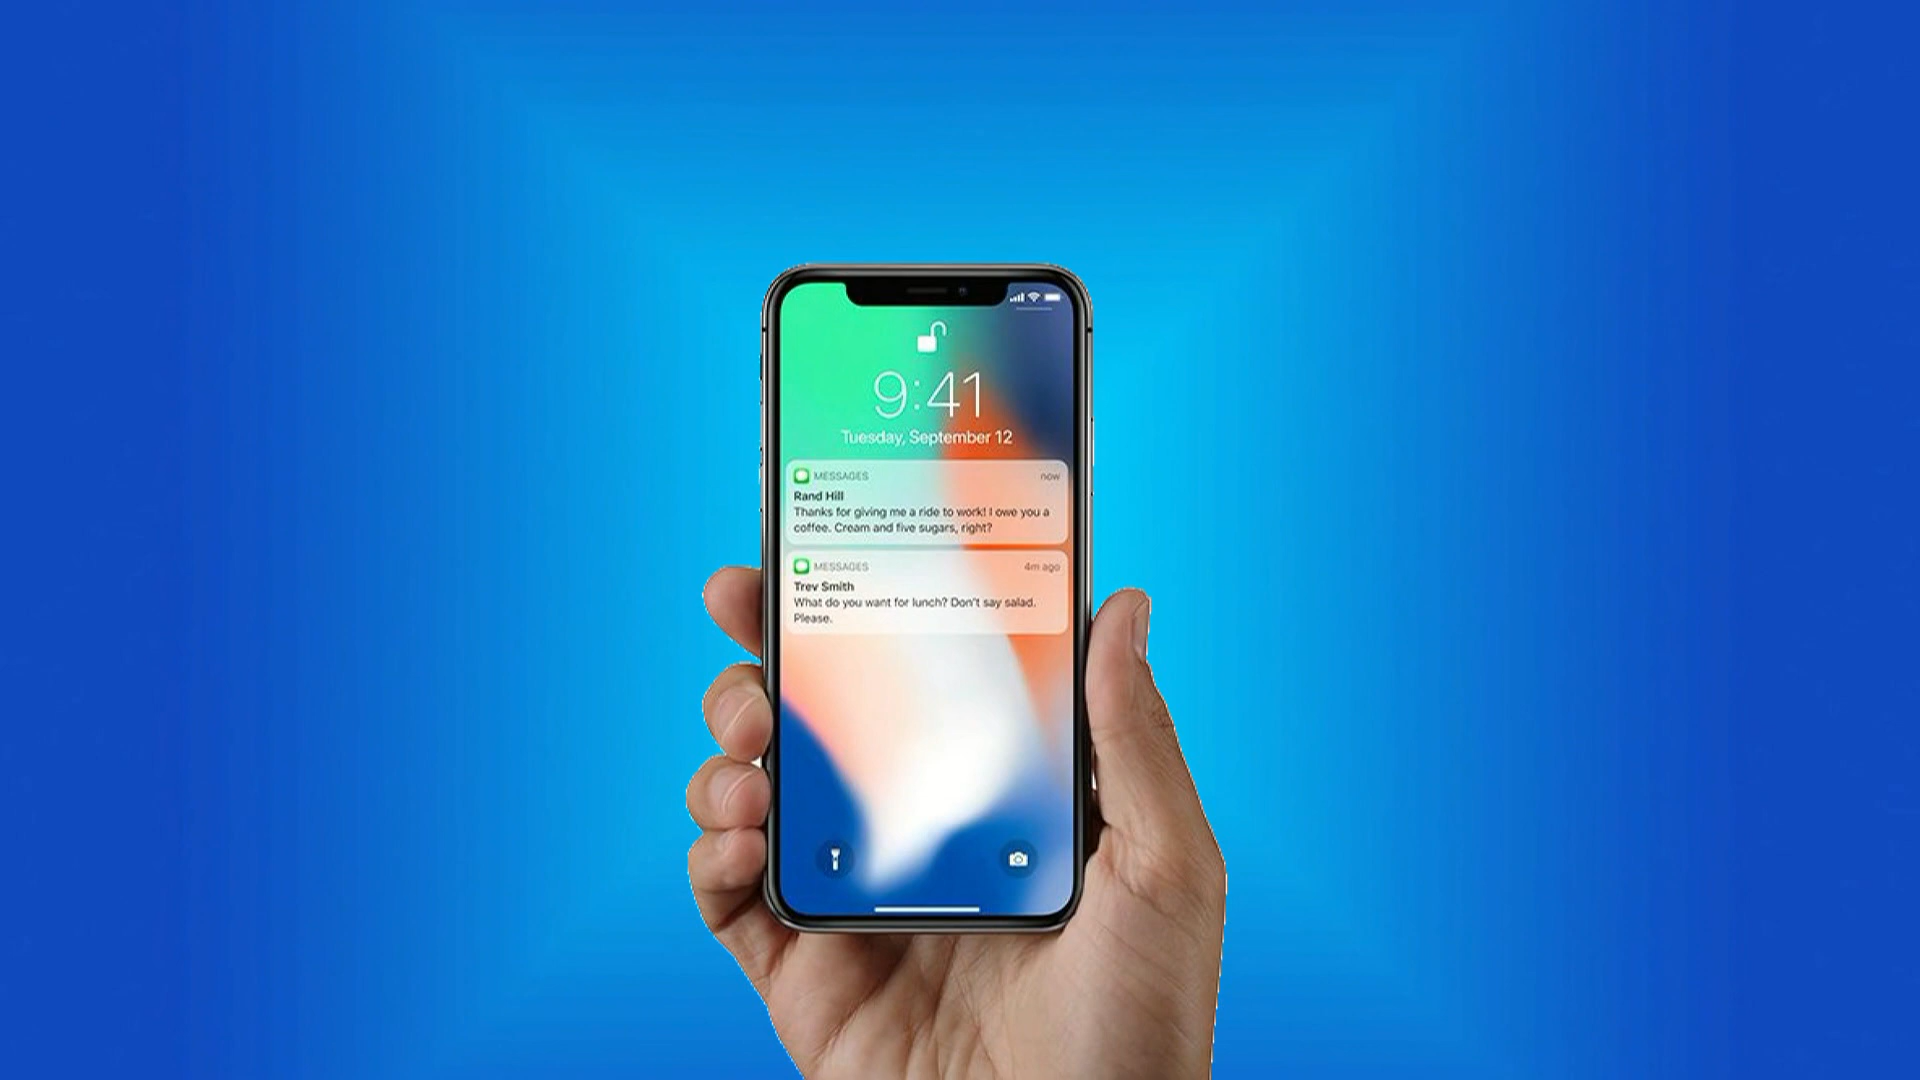 9:41
Tuesday, September 12
MESSAGES now
Rand Hill
Thanks for giving me a ride to work! I owe you a
coffee. Cream and five sugars, right?
MESSAGES 4m ago
Trev Smith
What do you want for lunch? Don't say salad.
Please.